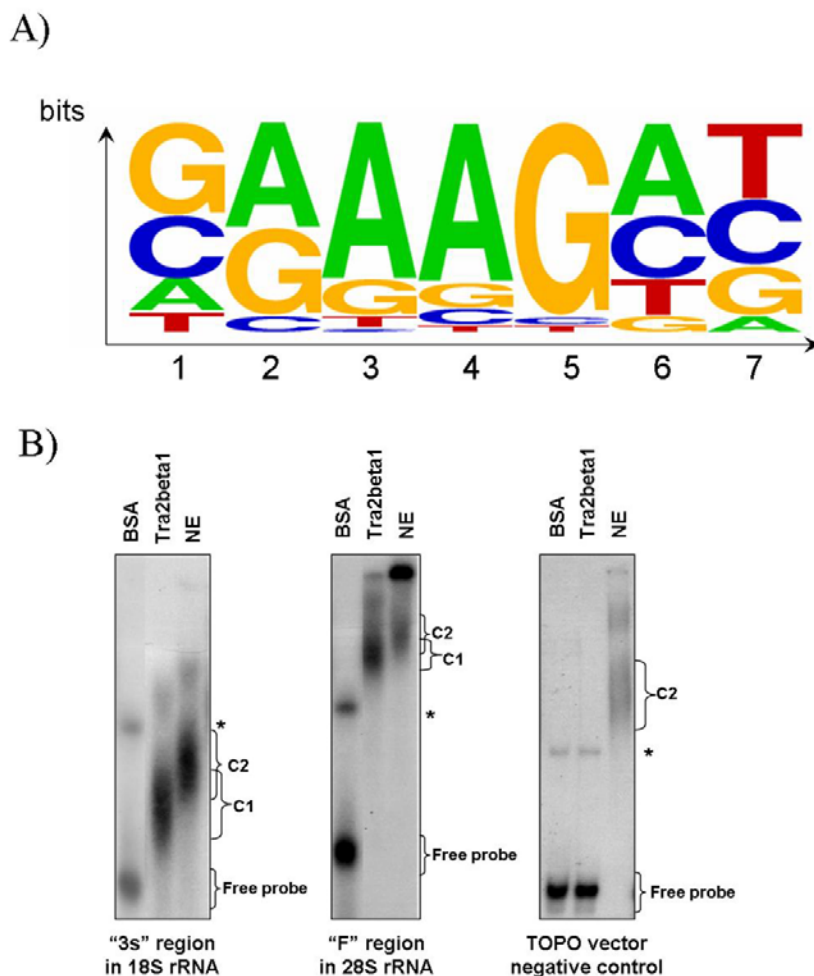 A)
bits
G A A A G A T
C G G G C C C
A C T C T T G
T C T G A
1 2 3 4 5 6 7
B)
BSA
Tra2beta1
NE
*
C2
C1
Free probe
"3s" region
in 18S rRNA
BSA
Tra2beta1
NE
C2
C1
*
Free probe
"F" region
in 28S rRNA
BSA
Tra2beta1
NE
C2
*
Free probe
TOPO vector
negative control